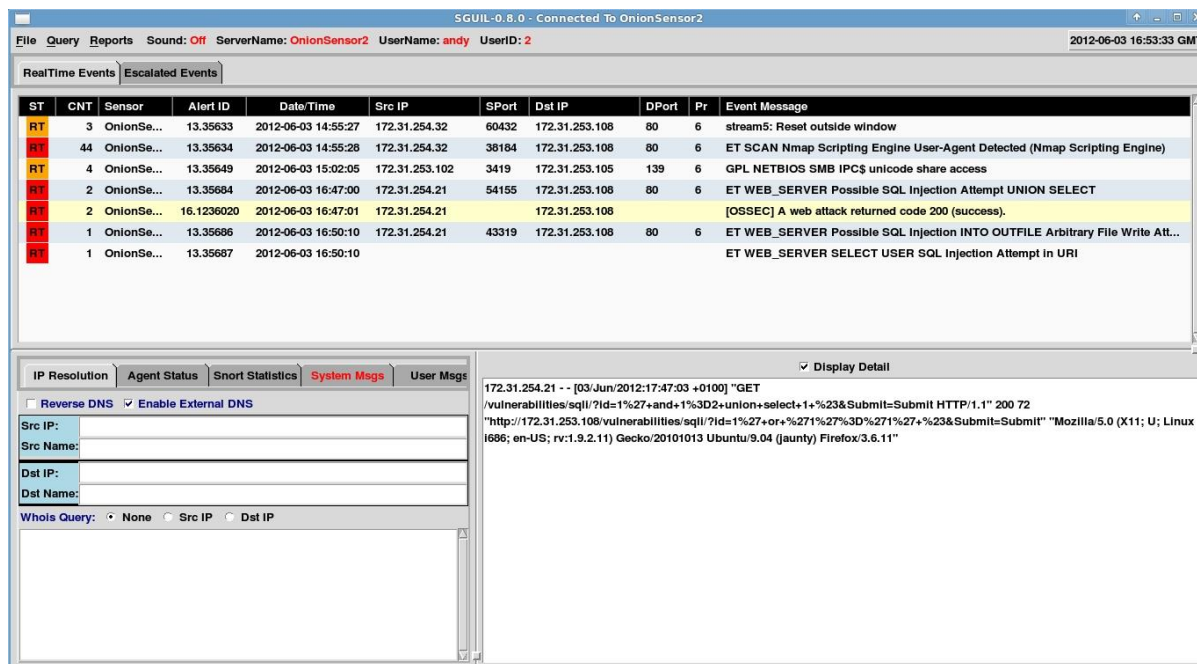 SGUIL-0.8.0 - Connected To OnionSensor2
File Query Reports Sound: Off ServerName: OnionSensor2 UserName: andy UserID: 2 2012-06-03 16:53:33 GMT
RealTime Events Escalated Events
ST CNT Sensor Alert ID Date/Time Src IP SPort Dst IP DPort Pr Event Message
RT 3 OnionSe... 13.35633 2012-06-03 14:55:27 172.31.254.32 60432 172.31.253.108 80 6 stream5: Reset outside window
RT 44 OnionSe... 13.35634 2012-06-03 14:55:28 172.31.254.32 38184 172.31.253.108 80 6 ET SCAN Nmap Scripting Engine User-Agent Detected (Nmap Scripting Engine)
RT 4 OnionSe... 13.35649 2012-06-03 15:02:05 172.31.253.102 3419 172.31.253.105 139 6 GPL NETBIOS SMB IPC$ unicode share access
RT 2 OnionSe... 13.35684 2012-06-03 16:47:00 172.31.254.21 54155 172.31.253.108 80 6 ET WEB_SERVER Possible SQL Injection Attempt UNION SELECT
RT 2 OnionSe... 16.1236020 2012-06-03 16:47:01 172.31.254.21 172.31.253.108 [OSSEC] A web attack returned code 200 (success).
RT 1 OnionSe... 13.35686 2012-06-03 16:50:10 172.31.254.21 43319 172.31.253.108 80 6 ET WEB_SERVER Possible SQL Injection INTO OUTFILE Arbitrary File Write Att...
RT 1 OnionSe... 13.35687 2012-06-03 16:50:10 ET WEB_SERVER SELECT USER SQL Injection Attempt in URI
IP Resolution Agent Status Snort Statistics System Msgs User Msgs
Reverse DNS Enable External DNS
Src IP:
Src Name:
Dst IP:
Dst Name:
Whois Query: None Src IP Dst IP
Display Detail
172.31.254.21 - - [03/Jun/2012:17:47:03 +0100] "GET
/vulnerabilities/sqli/?id=1%27+and+1%3D2+union+select+1+%23&Submit=Submit HTTP/1.1" 200 72
"http://172.31.253.108/vulnerabilities/sqli/?id=1%27+or+%271%27%3D%271%27+%23&Submit=Submit" "Mozilla/5.0 (X11; U; Linux
i686; en-US; rv:1.9.2.11) Gecko/20101013 Ubuntu/9.04 (jaunty) Firefox/3.6.11"